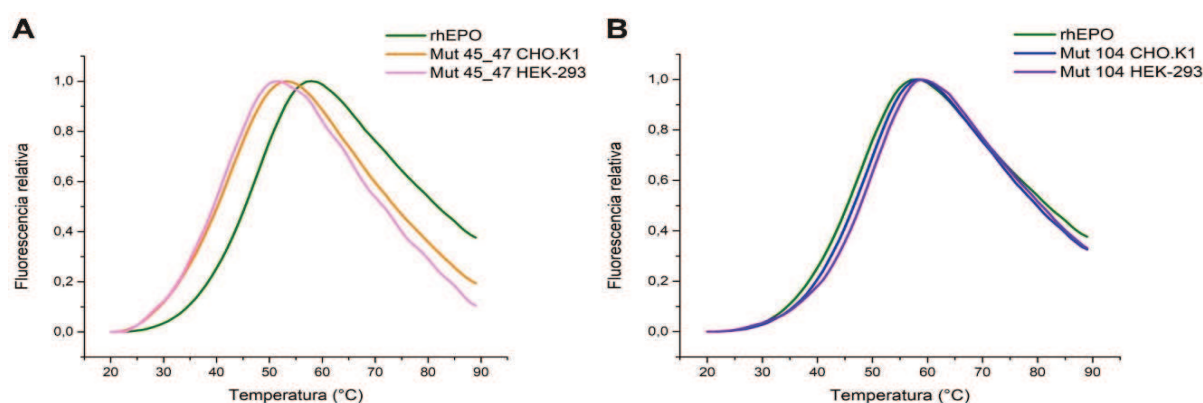 A
rhEPO
Mut 45_47 CHO.K1
Mut 45_47 HEK-293
1,0
0,8
0,6
0,4
0,2
0,0
Fluorescencia relativa
20 30 40 50 60 70 80 90
Temperatura (°C)
B
rhEPO
Mut 104 CHO.K1
Mut 104 HEK-293
1,0
0,8
0,6
0,4
0,2
0,0
Fluorescencia relativa
20 30 40 50 60 70 80 90
Temperatura (°C)